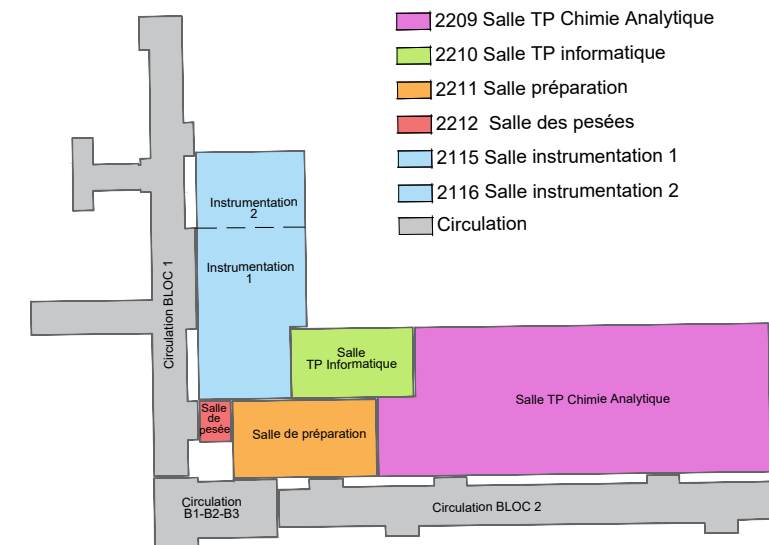 2209 Salle TP Chimie Analytique
2210 Salle TP informatique
2211 Salle préparation
2212 Salle des pesées
2115 Salle instrumentation 1
2116 Salle instrumentation 2
Circulation
Instrumentation
2
Instrumentation
1
Circulation BLOC 1
Salle
TP Informatique
Salle TP Chimie Analytique
Salle
de
pesée
Salle de préparation
Circulation
B1-B2-B3
Circulation BLOC 2